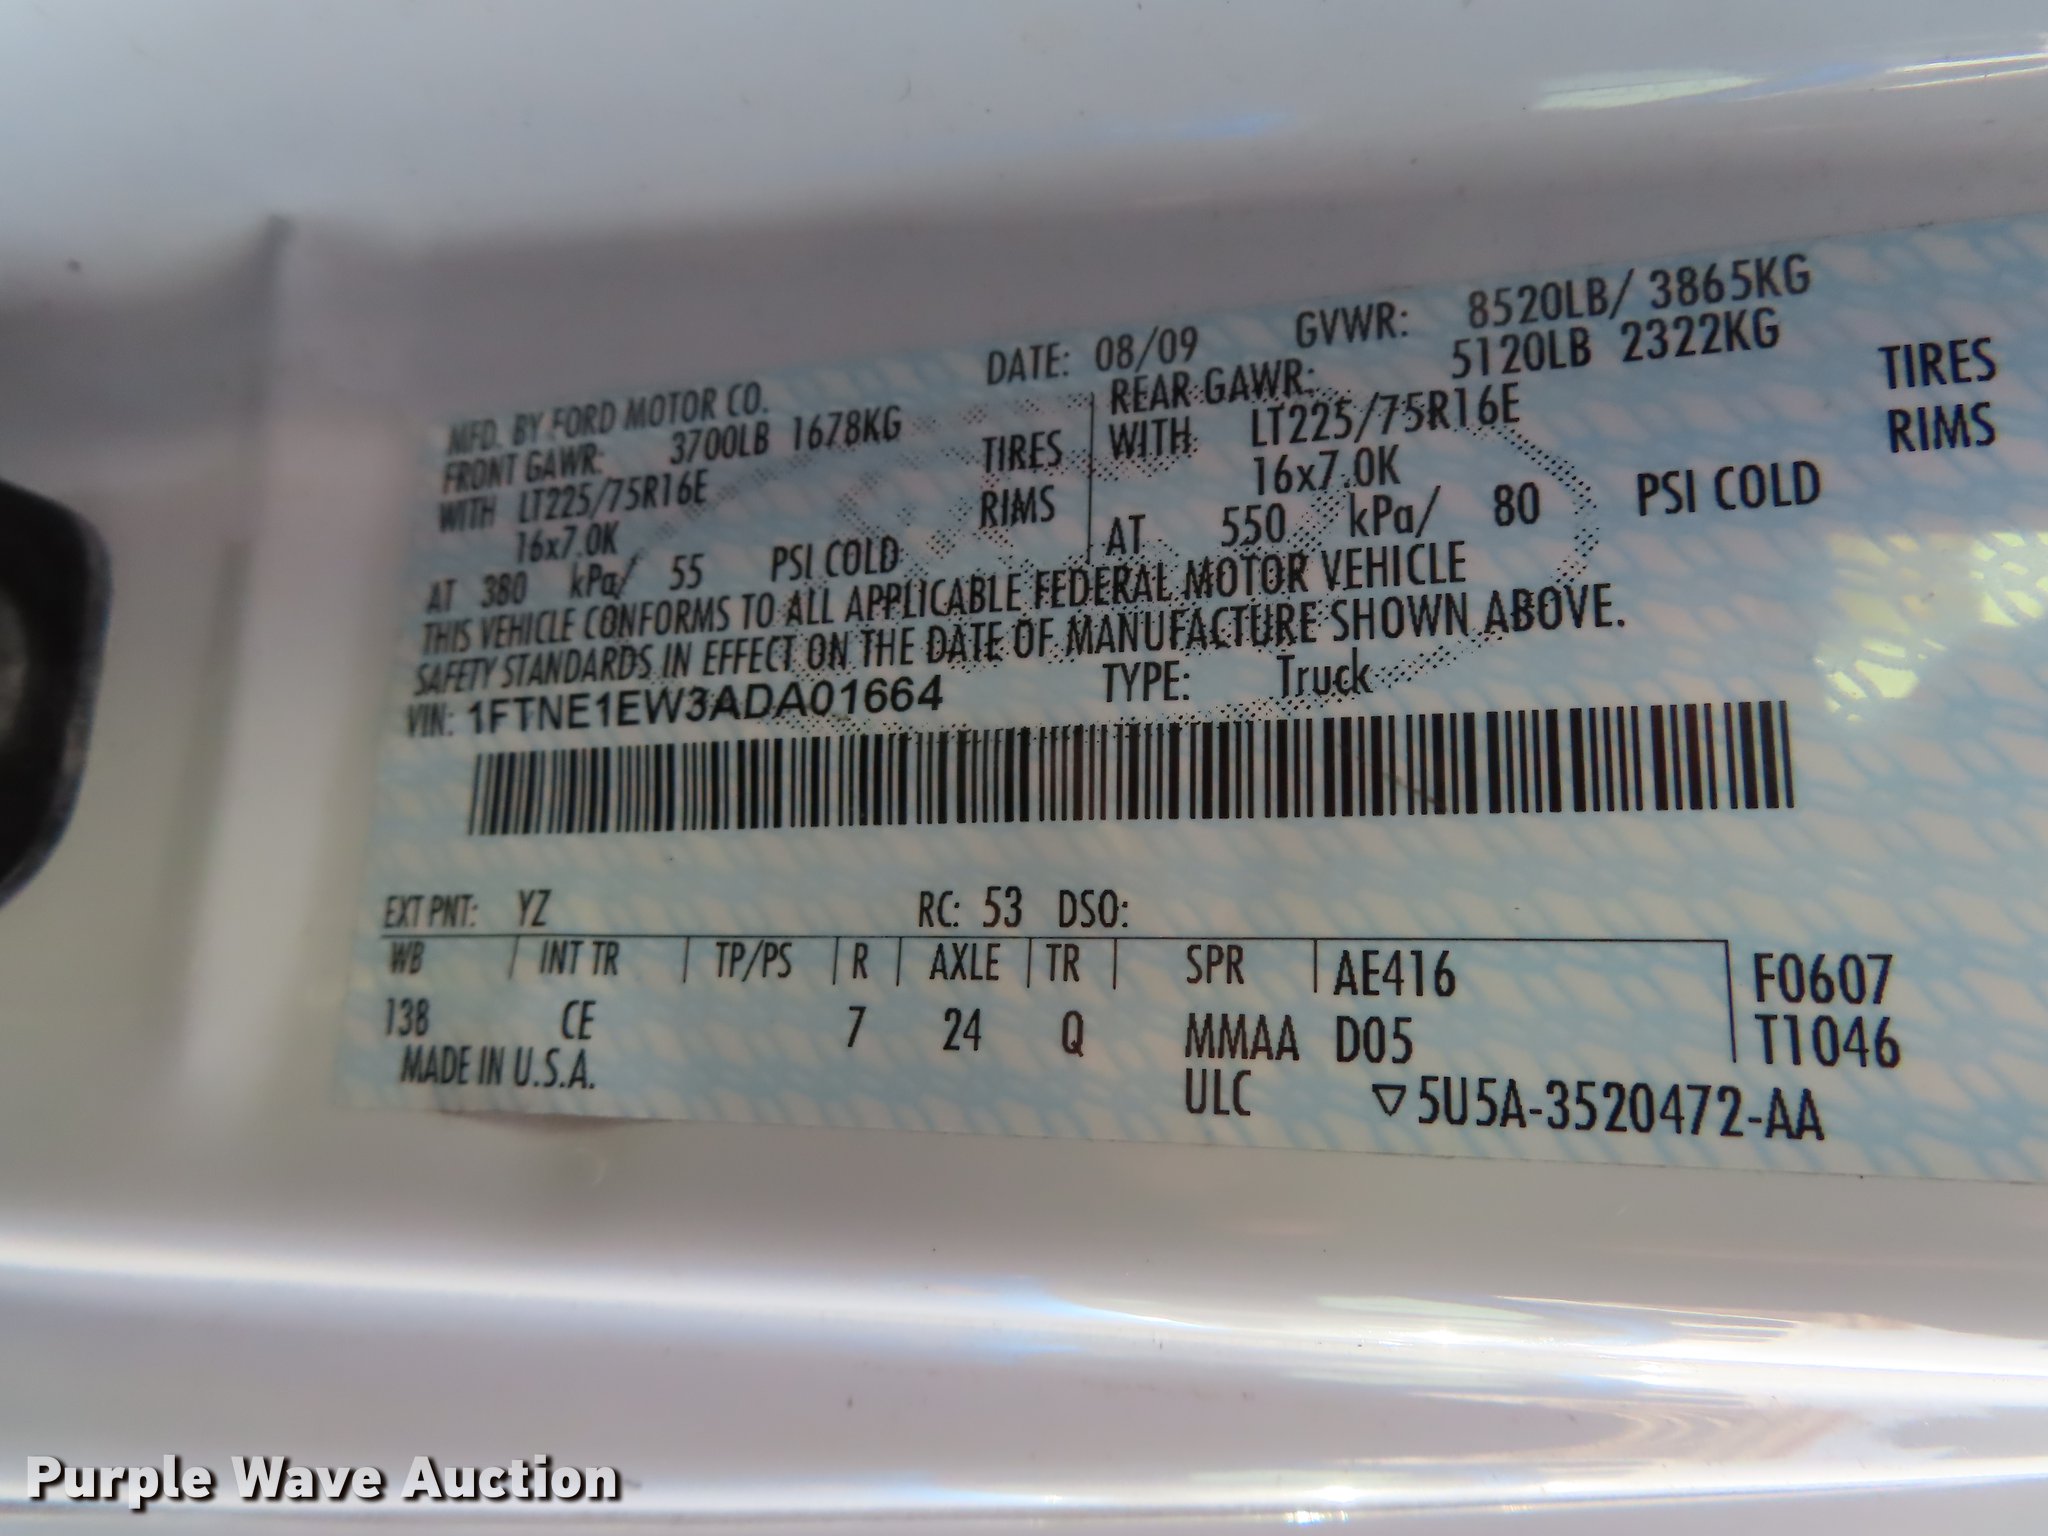 MFD. BY FORD MOTOR CO. DATE: 08/09 GVWR: 8520LB/ 3865KG
FRONT GAWR: 3700LB 1678KG REAR GAWR: 5120LB 2322KG
WITH LT225/75R16E TIRES WITH LT225/75R16E TIRES
16x7.0K RIMS 16x7.0K RIMS
AT 380 kPa/ 55 PSI COLD AT 550 kPa/ 80 PSI COLD
THIS VEHICLE CONFORMS TO ALL APPLICABLE FEDERAL MOTOR VEHICLE
SAFETY STANDARDS IN EFFECT ON THE DATE OF MANUFACTURE SHOWN ABOVE.
VIN: 1FTNE1EW3ADA01664 TYPE: Truck
EXT PNT: YZ RC: 53 DSO:
WB INT TR TP/PS R AXLE TR SPR AE416 F0607
138 CE 7 24 Q MMAA D05 T1046
MADE IN U.S.A. ULC ▽5U5A-3520472-AA
Purple Wave Auction